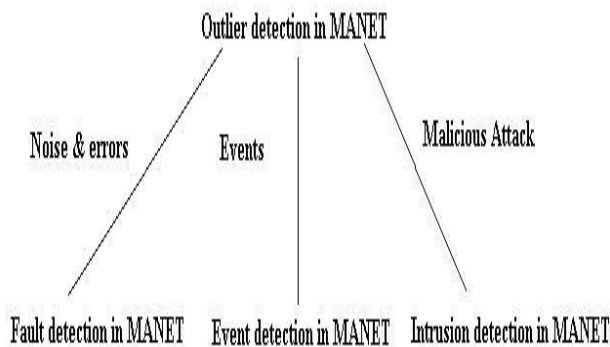 Outlier detection in MANET
Noise & errors
Events
Malicious Attack
Fault detection in MANET
Event detection in MANET
Intrusion detection in MANET